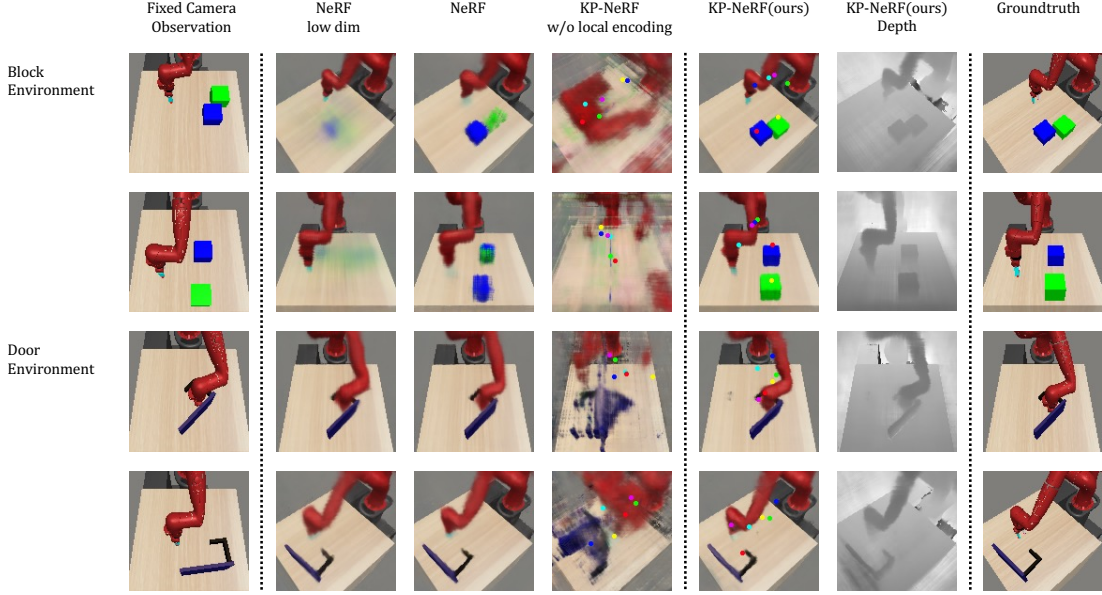 Fixed Camera
Observation
NeRF
low dim
NeRF
KP-NeRF
w/o local encoding
KP-NeRF(ours)
KP-NeRF(ours)
Depth
Groundtruth
Block
Environment
Door
Environment